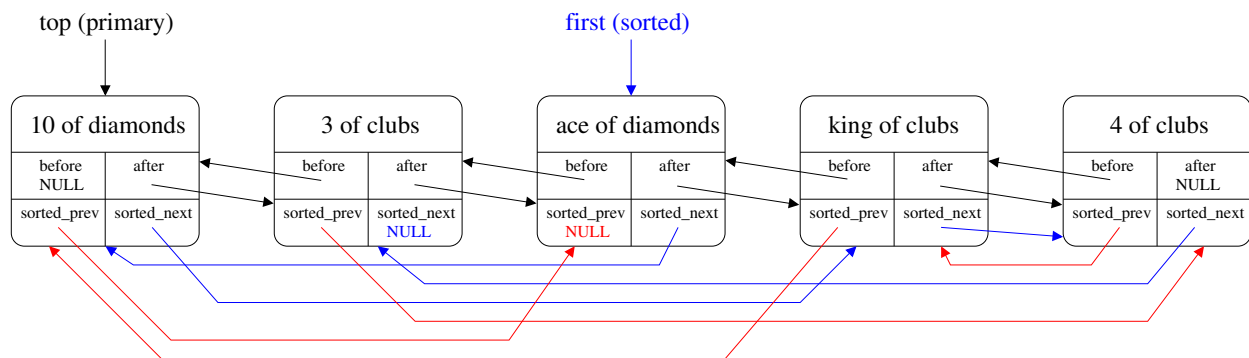 top (primary)
first (sorted)
10 of diamonds
3 of clubs
ace of diamonds
king of clubs
4 of clubs
before
NULL
after
before
after
before
after
before
after
before
after
NULL
sorted_prev
sorted_next
sorted_prev
sorted_next
NULL
sorted_prev
NULL
sorted_next
sorted_prev
sorted_next
sorted_prev
sorted_next